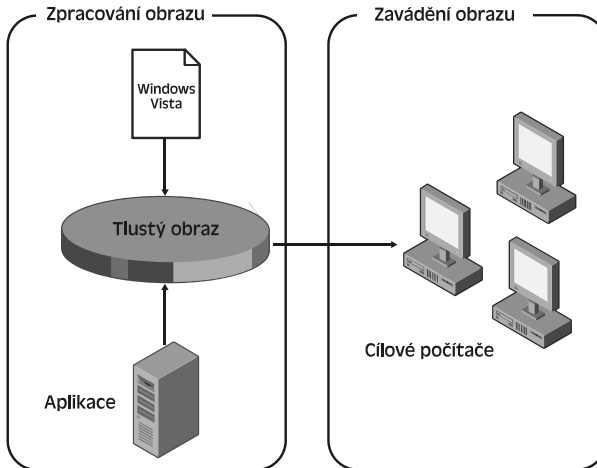 Zpracování obrazu
Zavádění obrazu
Windows
Vista
Tlustý obraz
Cílové počítače
Aplikace